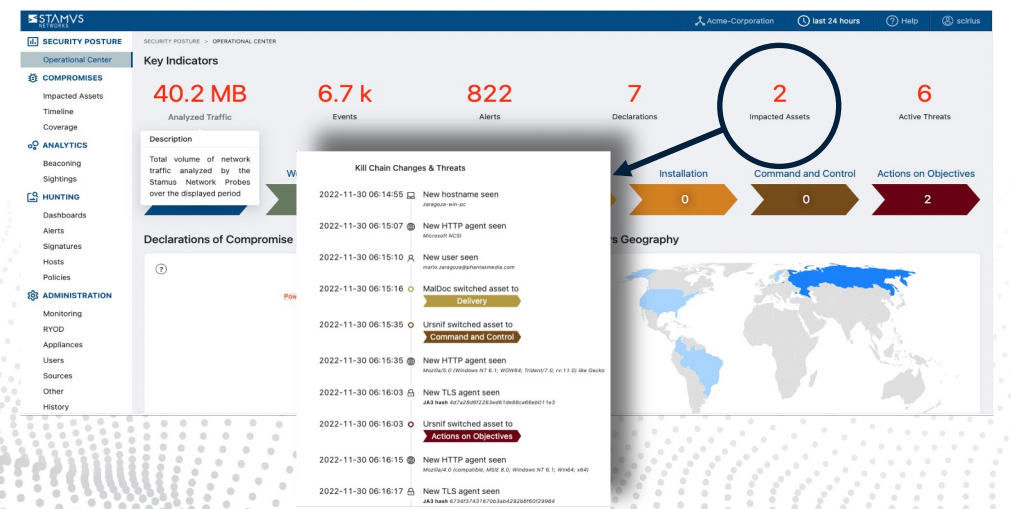 STAMVS
NETWORKS
Acme-Corporation
last 24 hours
Help
scirius
SECURITY POSTURE
Operational Center
COMPROMISES
Impacted Assets
Timeline
Coverage
ANALYTICS
Beaconing
Sightings
HUNTING
Dashboards
Alerts
Signatures
Hosts
Policies
ADMINISTRATION
Monitoring
RYOD
Appliances
Users
Sources
Other
History
SECURITY POSTURE > OPERATIONAL CENTER
Key Indicators
40.2 MB
Analyzed Traffic
6.7 k
Events
822
Alerts
7
Declarations
2
Impacted Assets
6
Active Threats
Description
Total volume of network
traffic analyzed by the
Stamus Network Probes
over the displayed period
Installation
0
Command and Control
0
Actions on Objectives
2
Declarations of Compromise
Geography
?
Kill Chain Changes & Threats
2022-11-30 06:14:55 New hostname seen
zaragoza-win-pc
2022-11-30 06:15:07 New HTTP agent seen
Microsoft NCSI
2022-11-30 06:15:10 New user seen
mario.zaragoza@phantasmedia.com
2022-11-30 06:15:16 MalDoc switched asset to
Delivery
2022-11-30 06:15:35 Ursnif switched asset to
Command and Control
2022-11-30 06:15:35 New HTTP agent seen
Mozilla/5.0 (Windows NT 6.1; WOW64; Trident/7.0; rv:11.0) like Gecko
2022-11-30 06:16:03 New TLS agent seen
JA3 hash
2022-11-30 06:16:03 Ursnif switched asset to
Actions on Objectives
2022-11-30 06:16:15 New HTTP agent seen
Mozilla/4.0 (compatible; MSIE 8.0; Windows NT 6.1; Win64; x64)
2022-11-30 06:16:17 New TLS agent seen
JA3 hash